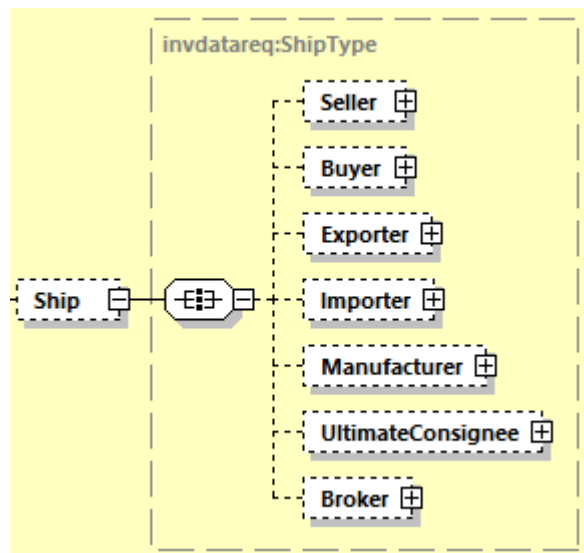 invdatareq:ShipType
Seller
Buyer
Exporter
Ship
Importer
Manufacturer
UltimateConsignee
Broker